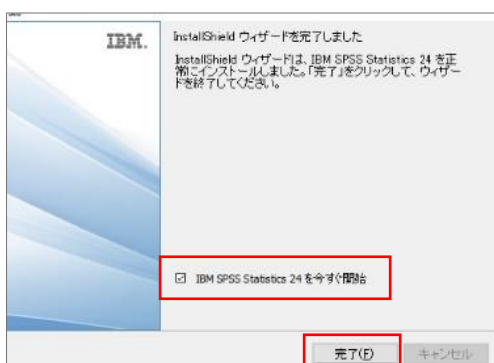 IBM.
InstallShield ウィザードを完了しました
InstallShield ウィザードは、IBM SPSS Statistics 24 を正
常にインストールしました。「完了」をクリックして、ウィザー
ドを終了してください。
IBM SPSS Statistics 24 を今すぐ開始
完了(F)
キャンセル